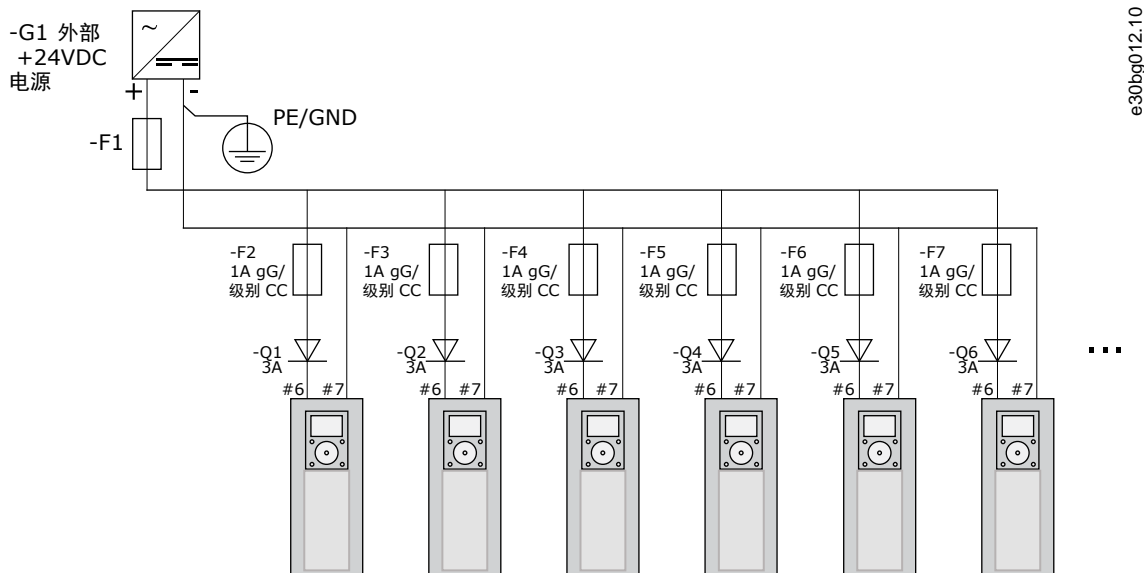 -G1 外部
+24VDC
电源
e30bg012.10
~
+ -
PE/GND
-F1
-F2
1A gG/
级别 CC
-F3
1A gG/
级别 CC
-F4
1A gG/
级别 CC
-F5
1A gG/
级别 CC
-F6
1A gG/
级别 CC
-F7
1A gG/
级别 CC
-Q1
3A
-Q2
3A
-Q3
3A
-Q4
3A
-Q5
3A
-Q6
3A
...
#6 #7
#6 #7
#6 #7
#6 #7
#6 #7
#6 #7